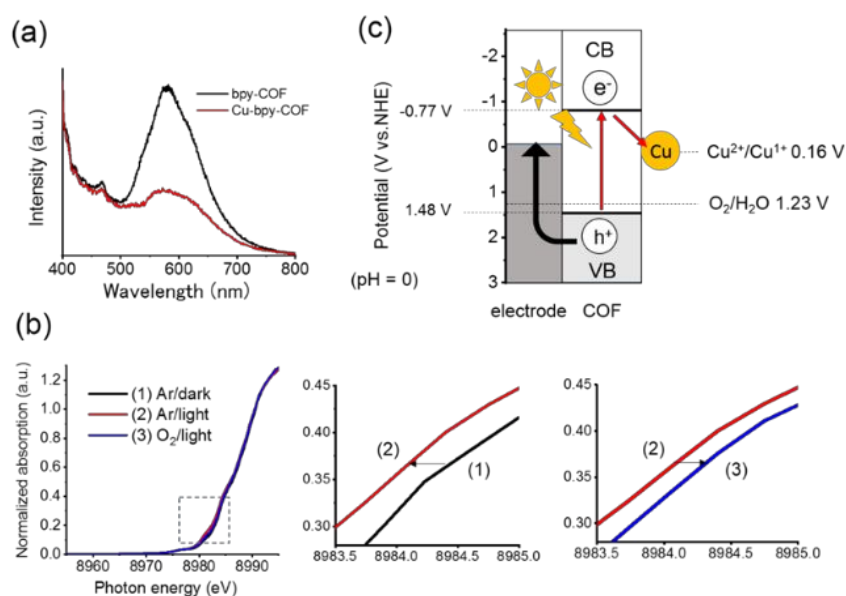 (a)
bpy-COF
Cu-bpy-COF
Intensity (a.u.)
400 500 600 700 800
Wavelength (nm)
(c)
Potential (V vs.NHE)
-2
-1
0
1
2
3
-0.77 V
1.48 V
(pH = 0)
CB
e⁻
Cu
h⁺
VB
Cu²⁺/Cu¹⁺ 0.16 V
O₂/H₂O 1.23 V
electrode COF
(b)
Normalized absorption (a.u.)
1.2
1.0
0.8
0.6
0.4
0.2
0.0
(1) Ar/dark
(2) Ar/light
(3) O₂/light
8960 8970 8980 8990
Photon energy (eV)
0.45
0.40
0.35
0.30
(2)
(1)
8983.5 8984.0 8984.5 8985.0
0.45
0.40
0.35
0.30
(2)
(3)
8983.5 8984.0 8984.5 8985.0